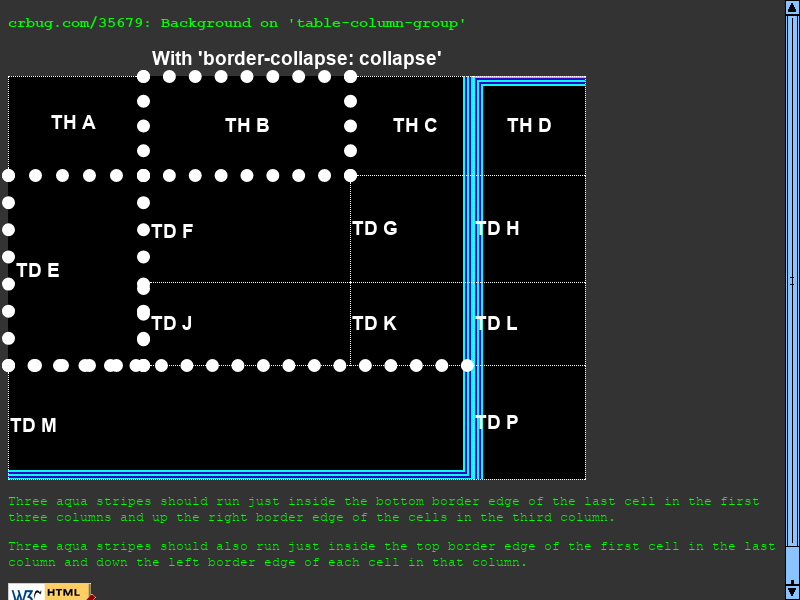 crbug.com/35679: Background on 'table-column-group'
With 'border-collapse: collapse'
TH A
TH B
TH C
TH D
TD E
TD F
TD G
TD H
TD J
TD K
TD L
TD M
TD P
Three aqua stripes should run just inside the bottom border edge of the last cell in the first
three columns and up the right border edge of the cells in the third column.
Three aqua stripes should also run just inside the top border edge of the first cell in the last
column and down the left border edge of each cell in that column.
W3C HTML